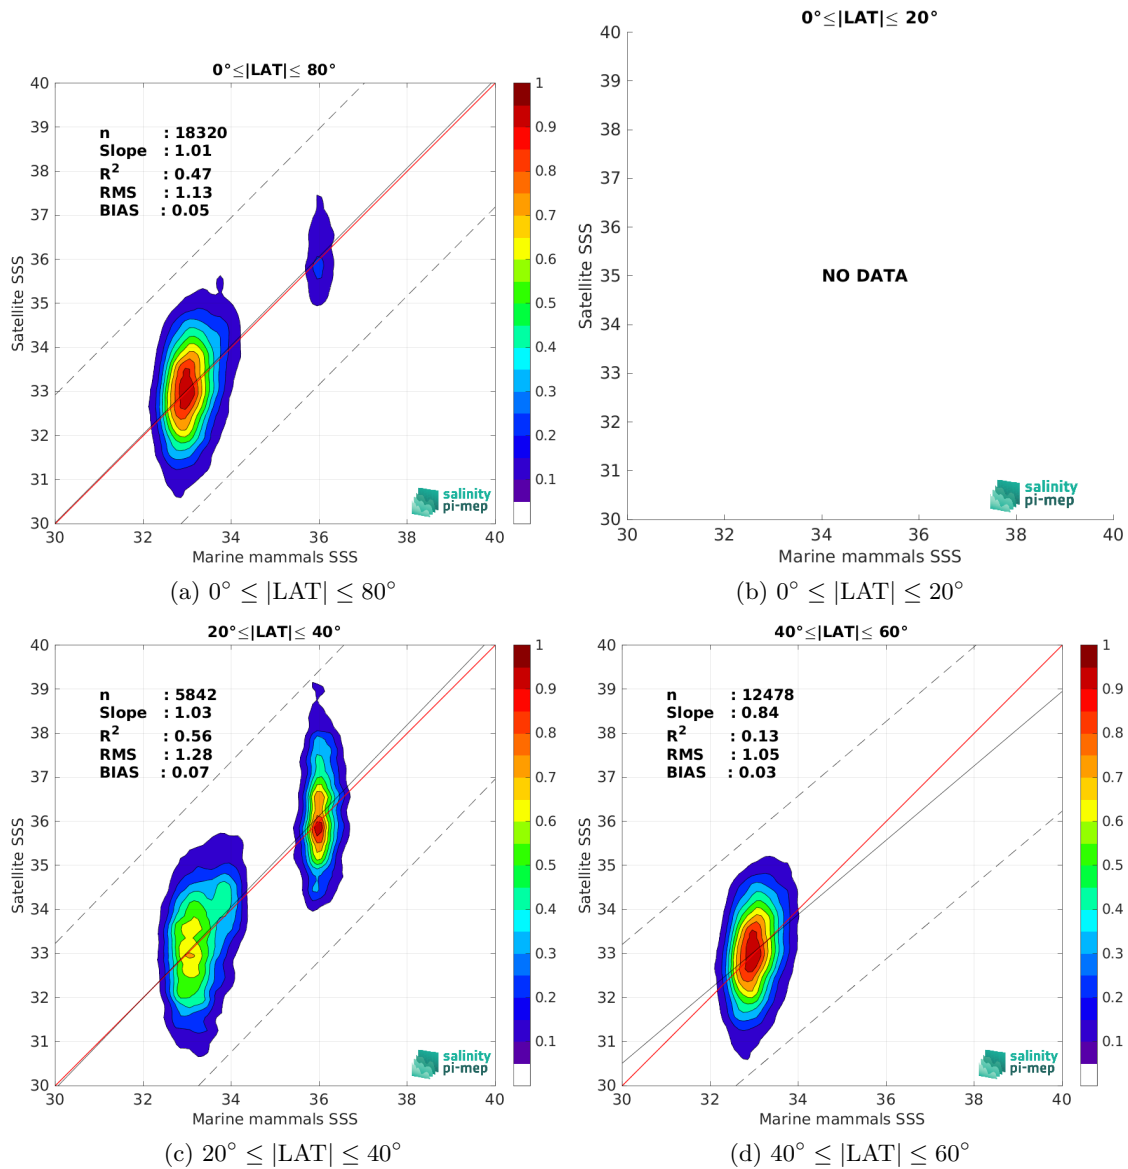 0°≤|LAT|≤ 80°
40
39
38
37
36
35
34
33
32
31
30
Satellite SSS
n : 18320
Slope : 1.01
R² : 0.47
RMS : 1.13
BIAS : 0.05
salinity
pi-mep
30 32 34 36 38 40
Marine mammals SSS
1
0.9
0.8
0.7
0.6
0.5
0.4
0.3
0.2
0.1
(a) 0° ≤ |LAT| ≤ 80°
0°≤|LAT|≤ 20°
40
39
38
37
36
35
34
33
32
31
30
Satellite SSS
NO DATA
salinity
pi-mep
30 32 34 36 38 40
Marine mammals SSS
(b) 0° ≤ |LAT| ≤ 20°
20°≤|LAT|≤ 40°
40
39
38
37
36
35
34
33
32
31
30
Satellite SSS
n : 5842
Slope : 1.03
R² : 0.56
RMS : 1.28
BIAS : 0.07
salinity
pi-mep
30 32 34 36 38 40
Marine mammals SSS
1
0.9
0.8
0.7
0.6
0.5
0.4
0.3
0.2
0.1
(c) 20° ≤ |LAT| ≤ 40°
40°≤|LAT|≤ 60°
40
39
38
37
36
35
34
33
32
31
30
Satellite SSS
n : 12478
Slope : 0.84
R² : 0.13
RMS : 1.05
BIAS : 0.03
salinity
pi-mep
30 32 34 36 38 40
Marine mammals SSS
1
0.9
0.8
0.7
0.6
0.5
0.4
0.3
0.2
0.1
(d) 40° ≤ |LAT| ≤ 60°